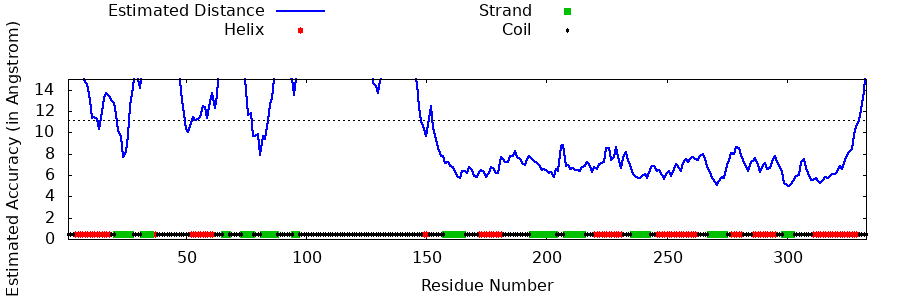 Estimated Distance
Strand
Helix
Coil
Estimated Accuracy (in Angstrom)
14
12
10
8
6
4
2
0
50
100
150
200
250
300
Residue Number